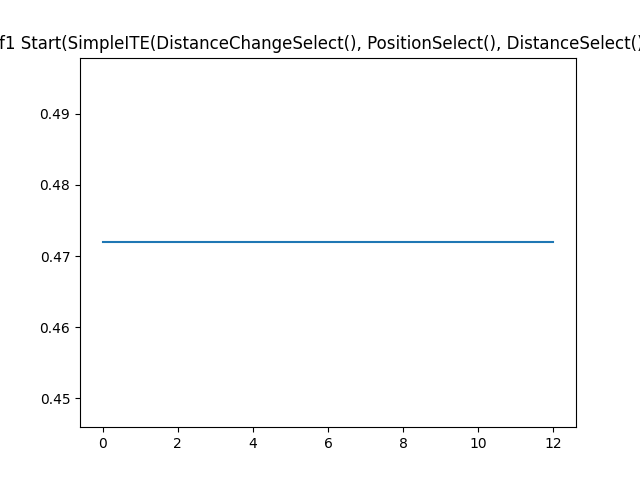 f1 Start(SimpleITE(DistanceChangeSelect(), PositionSelect(), DistanceSelect()
0.49
0.48
0.47
0.46
0.45
0 2 4 6 8 10 12